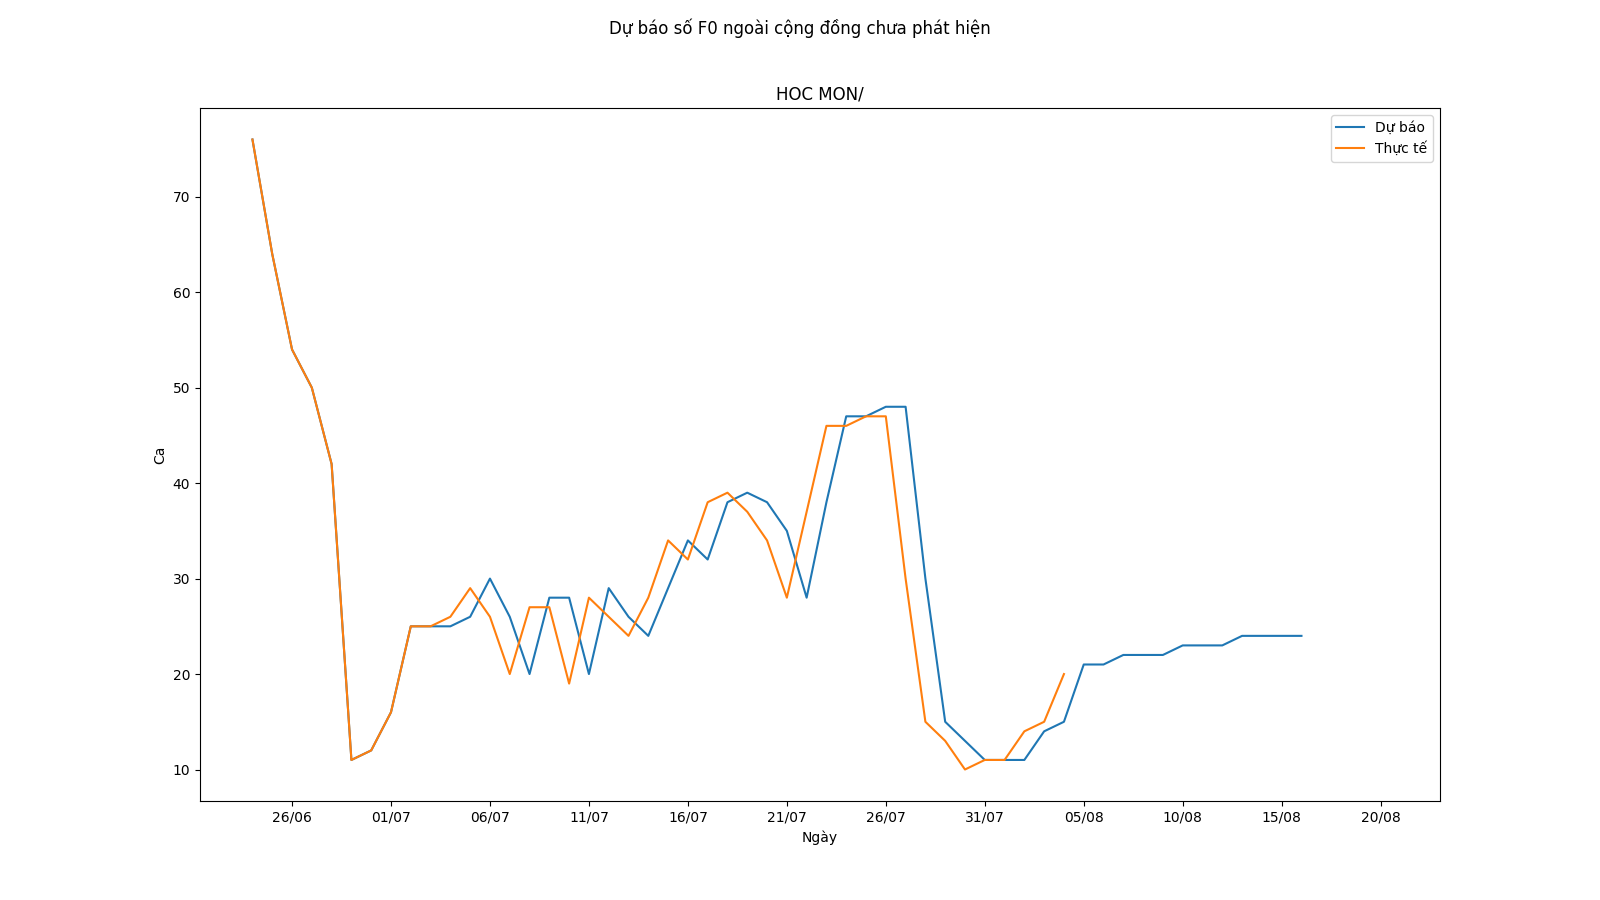 Dự báo số F0 ngoài cộng đồng chưa phát hiện
HOC MON/
Dự báo
Thực tế
70
60
50
40
30
20
10
Ca
26/06 01/07 06/07 11/07 16/07 21/07 26/07 31/07 05/08 10/08 15/08 20/08
Ngày